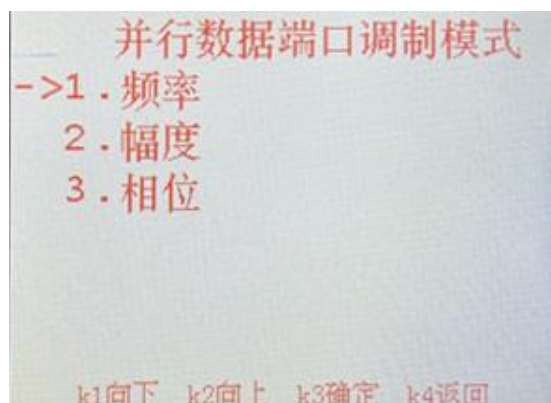 并行数据端口调制模式
->1.频率
2.幅度
3.相位
k1向下 k2向上 k3确定 k4返回